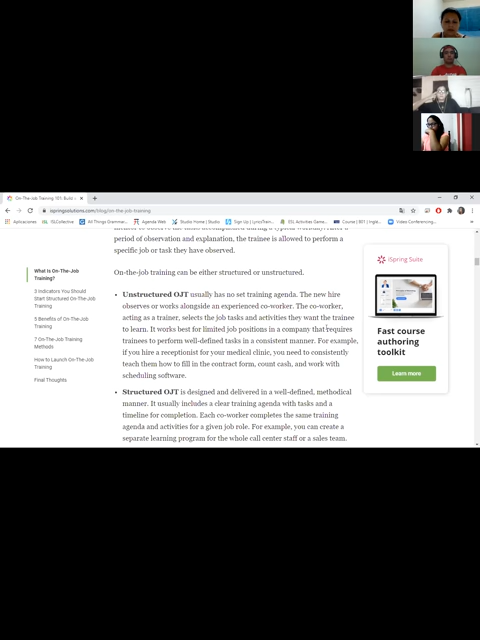 On-The-Job Training 101: Build
ispringsolutions.com/blog/on-the-job-training
Aplicaciones
ISLCollective
All Things Grammar...
Agenda Web
Studio Home | Studio
Sign Up | LyricsTrain...
ESL Activities Game...
Course | 901 | Ingle...
Video Conferencing...
period of observation and explanation, the trainee is allowed to perform a
specific job or task they have observed.
On-the-job training can be either structured or unstructured.
• Unstructured OJT usually has no set training agenda. The new hire
observes or works alongside an experienced co-worker. The co-worker,
acting as a trainer, selects the job tasks and activities they want the trainee
to learn. It works best for limited job positions in a company that requires
trainees to perform well-defined tasks in a consistent manner. For example,
if you hire a receptionist for your medical clinic, you need to consistently
teach them how to fill in the contract form, count cash, and work with
scheduling software.
• Structured OJT is designed and delivered in a well-defined, methodical
manner. It usually includes a clear training agenda with tasks and a
timeline for completion. Each co-worker completes the same training
agenda and activities for a given job role. For example, you can create a
separate learning program for the whole call center staff or a sales team.
What Is On-The-Job
Training?
3 Indicators You Should
Start Structured On-The-Job
Training
5 Benefits of On-The-Job
Training
7 On-The-Job Training
Methods
How to Launch On-The-Job
Training
Final Thoughts
iSpring Suite
Fast course
authoring
toolkit
Learn more